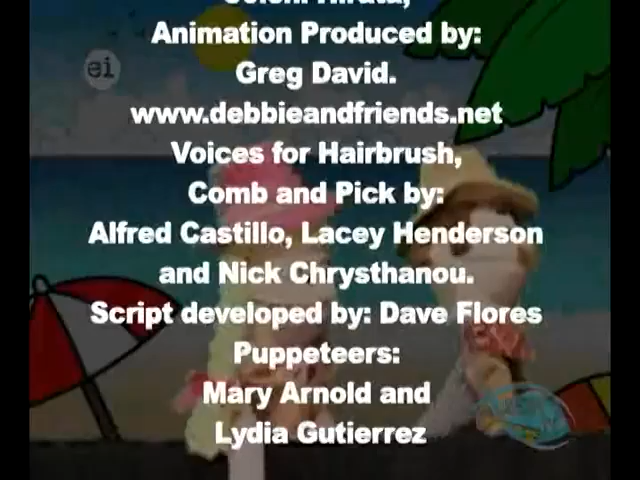 ei
Animation Produced by:
Greg David.
www.debbieandfriends.net
Voices for Hairbrush,
Comb and Pick by:
Alfred Castillo, Lacey Henderson
and Nick Chrysthanou.
Script developed by: Dave Flores
Puppeteers:
Mary Arnold and
Lydia Gutierrez